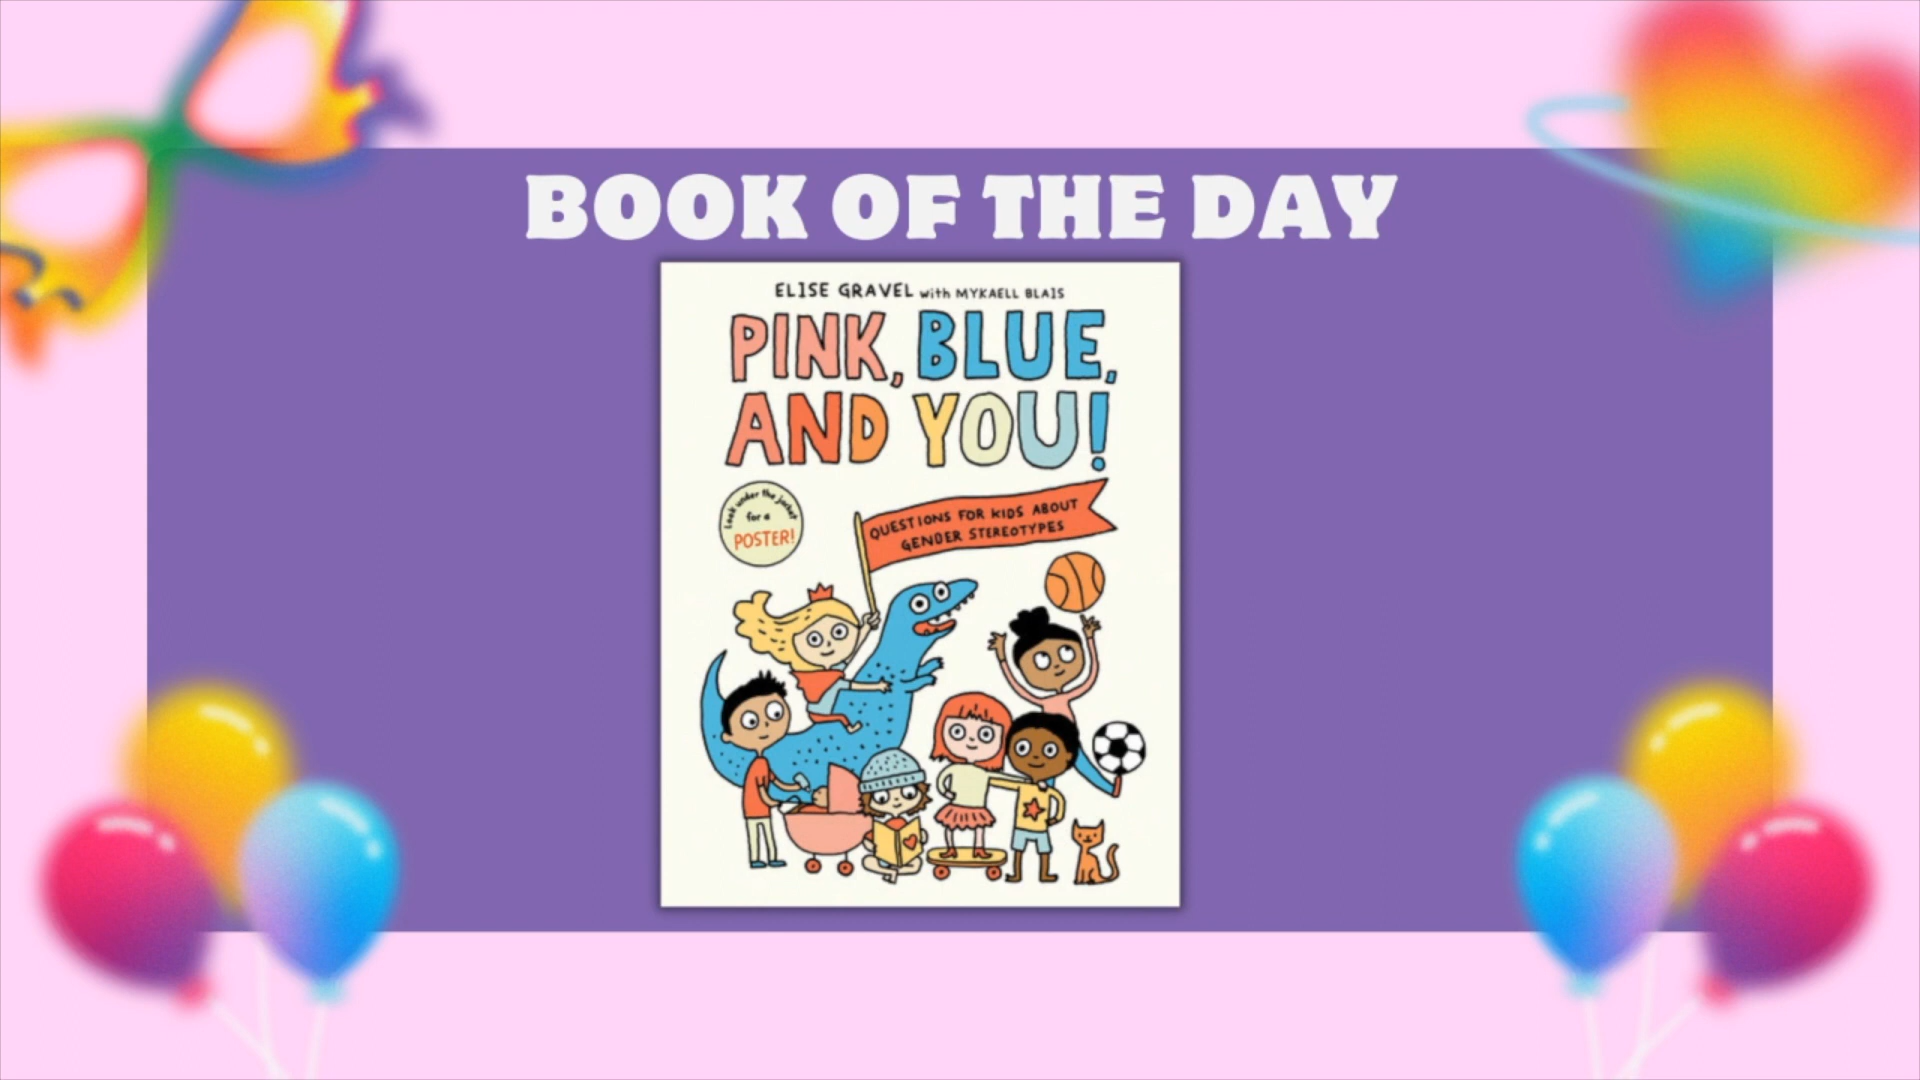 BOOK OF THE DAY
ELISE GRAVEL with MYKAELL BLAIS
PINK, BLUE,
AND YOU!
Look under the jacket
for a
POSTER!
QUESTIONS FOR KIDS ABOUT
GENDER STEREOTYPES